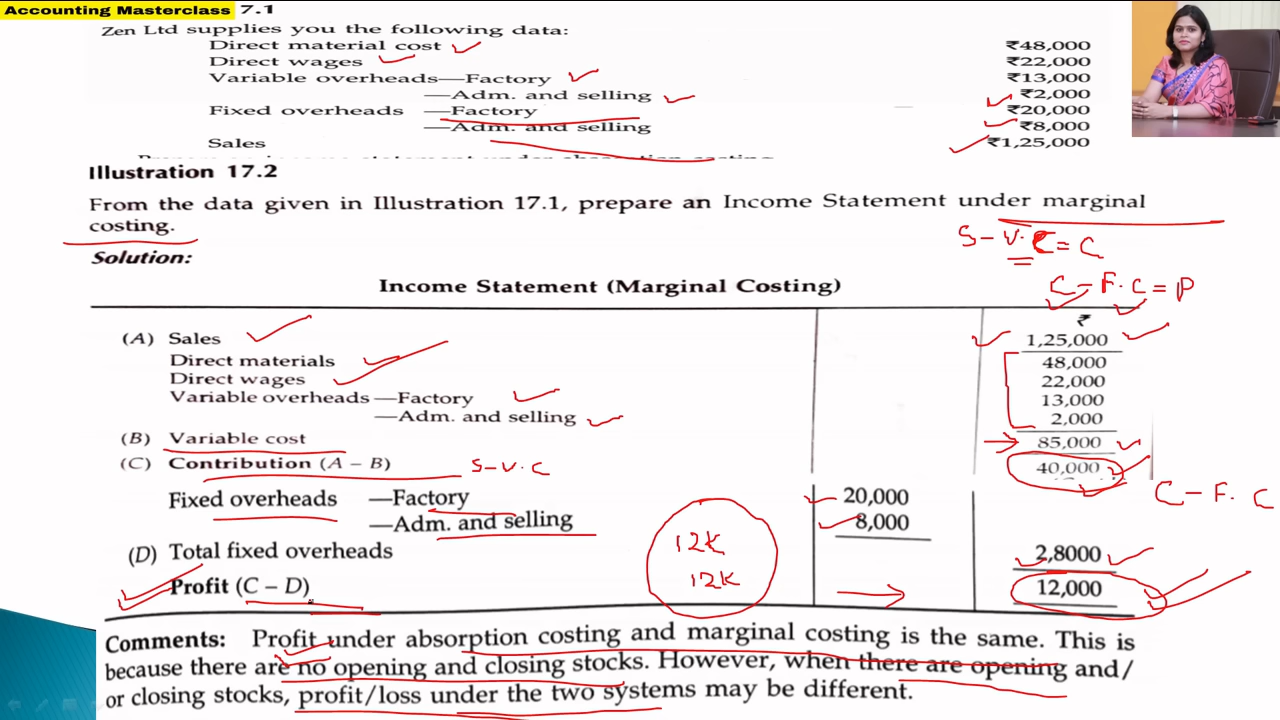 Accounting Masterclass 7.1
Zen Ltd supplies you the following data:
Direct material cost ₹48,000
Direct wages ₹22,000
Variable overheads—Factory ₹13,000
—Adm. and selling ₹2,000
Fixed overheads —Factory ₹20,000
—Adm. and selling ₹8,000
Sales ₹1,25,000
Illustration 17.2
From the data given in Illustration 17.1, prepare an Income Statement under marginal
costing.
S - V. C = C
Solution:
Income Statement (Marginal Costing)
C - F. C = P
₹
(A) Sales 1,25,000
Direct materials 48,000
Direct wages 22,000
Variable overheads —Factory 13,000
—Adm. and selling 2,000
(B) Variable cost 85,000
(C) Contribution (A – B) S-V.C 40,000
Fixed overheads —Factory 20,000 C - F. C
—Adm. and selling 8,000
12K
(D) Total fixed overheads 2,8000
12K
Profit (C – D) 12,000
Comments: Profit under absorption costing and marginal costing is the same. This is
because there are no opening and closing stocks. However, when there are opening and/
or closing stocks, profit/loss under the two systems may be different.